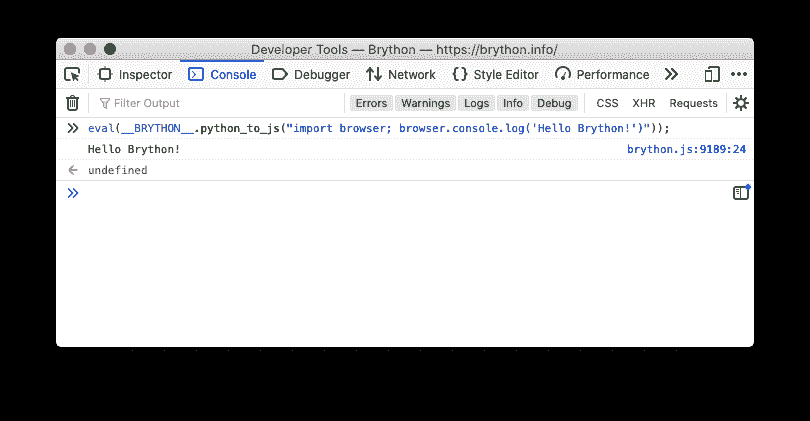 Developer Tools — Brython — https://brython.info/
Inspector Console Debugger Network Style Editor Performance
Filter Output Errors Warnings Logs Info Debug CSS XHR Requests
eval(__BRYTHON__.python_to_js("import browser; browser.console.log('Hello Brython!')"));
Hello Brython! brython.js:9189:24
undefined